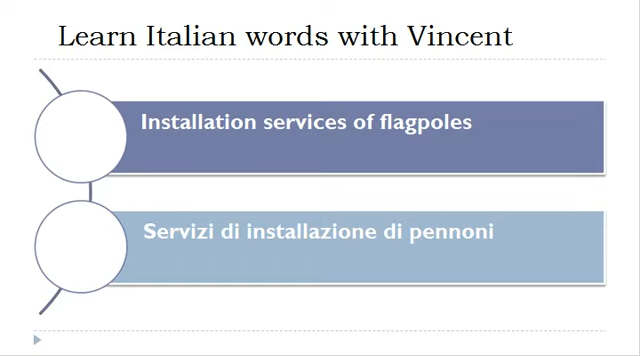 Learn Italian words with Vincent
Installation services of flagpoles
Servizi di installazione di pennoni